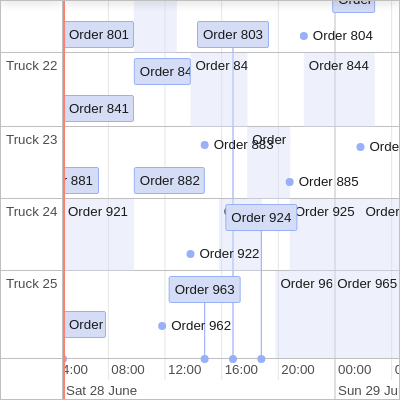 Order
Order 801
Order 803
Order 804
Truck 22
Order 84
Order 84
Order 844
Order 841
Truck 23
Order 883
Order
Orde
881
Order 882
Order 885
Truck 24
Order 921
Order 924
Order 925
Order
Order 922
Truck 25
Order 963
Order 96
Order 965
Order
Order 962
4:00 08:00 12:00 16:00 20:00 00:00 0
Sat 28 June
Sun 29 Ju